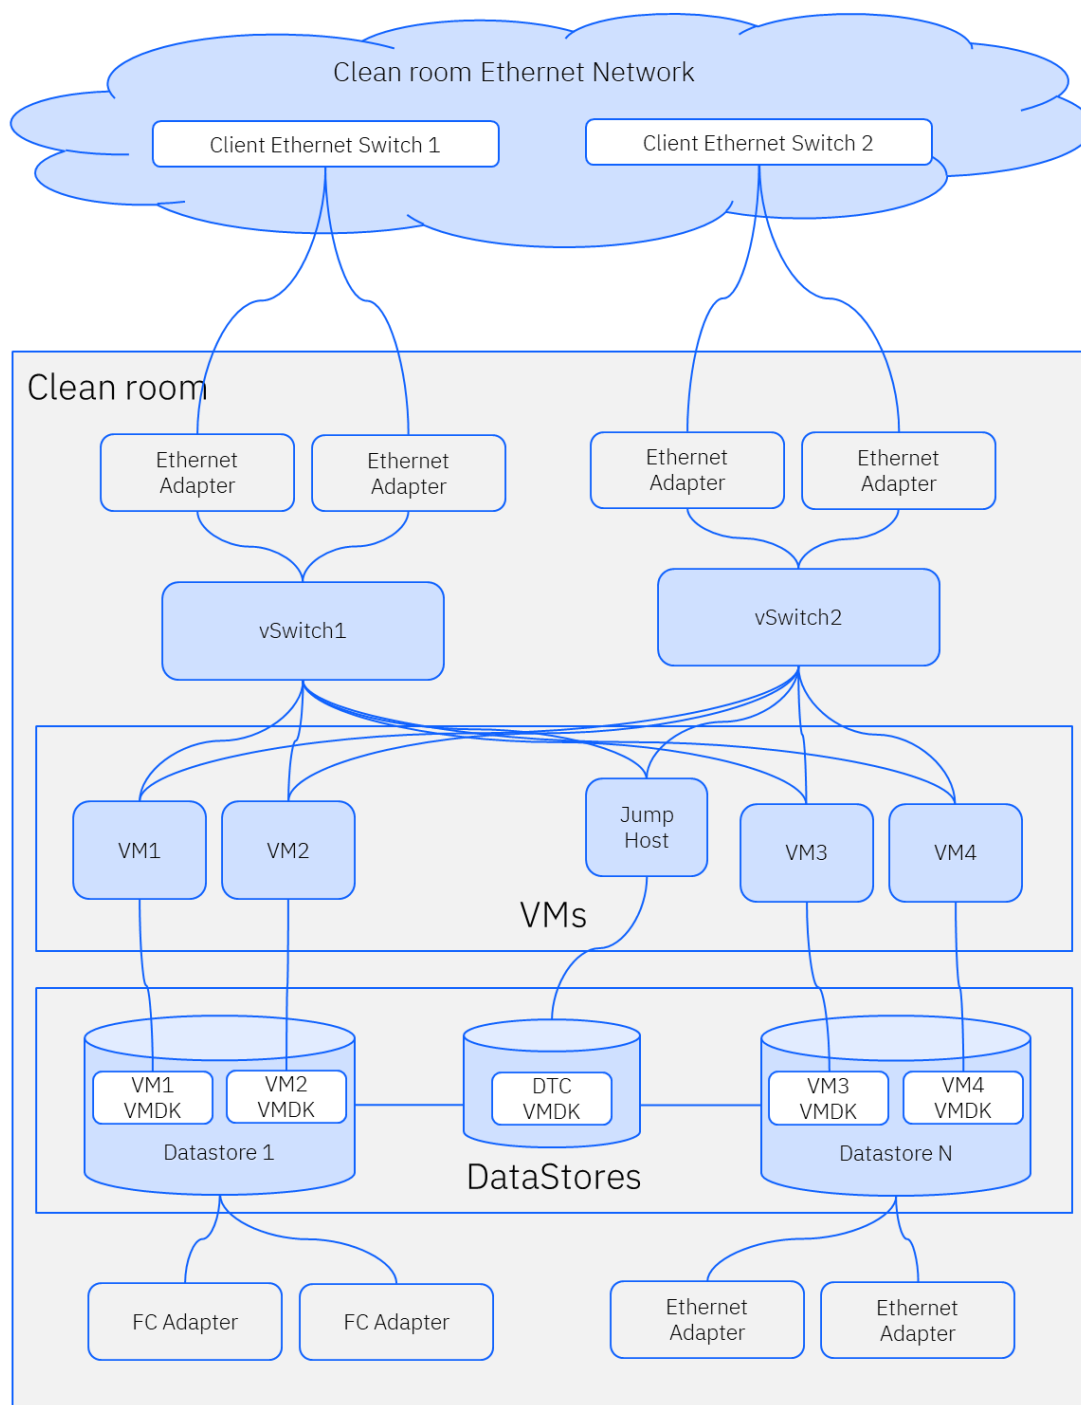 Clean room Ethernet Network
Client Ethernet Switch 1
Client Ethernet Switch 2
Clean room
Ethernet
Adapter
Ethernet
Adapter
Ethernet
Adapter
Ethernet
Adapter
vSwitch1
vSwitch2
VM1
VM2
Jump
Host
VM3
VM4
VMs
VM1
VMDK
VM2
VMDK
DTC
VMDK
VM3
VMDK
VM4
VMDK
Datastore 1
Datastore N
DataStores
FC Adapter
FC Adapter
Ethernet
Adapter
Ethernet
Adapter